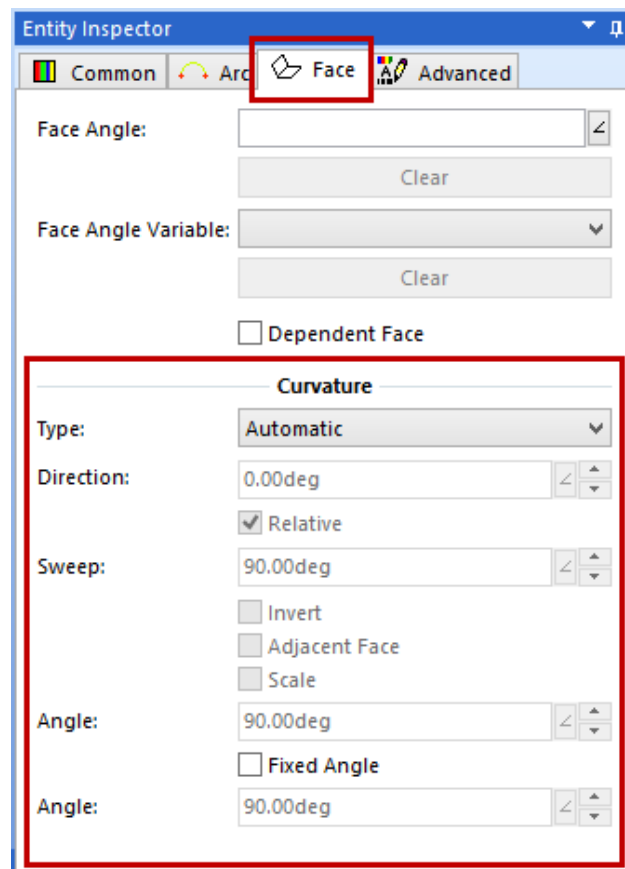 Entity Inspector
Common Arc Face Advanced
Face Angle:
Clear
Face Angle Variable:
Clear
Dependent Face
Curvature
Type: Automatic
Direction: 0.00deg
Relative
Sweep: 90.00deg
Invert
Adjacent Face
Scale
Angle: 90.00deg
Fixed Angle
Angle: 90.00deg